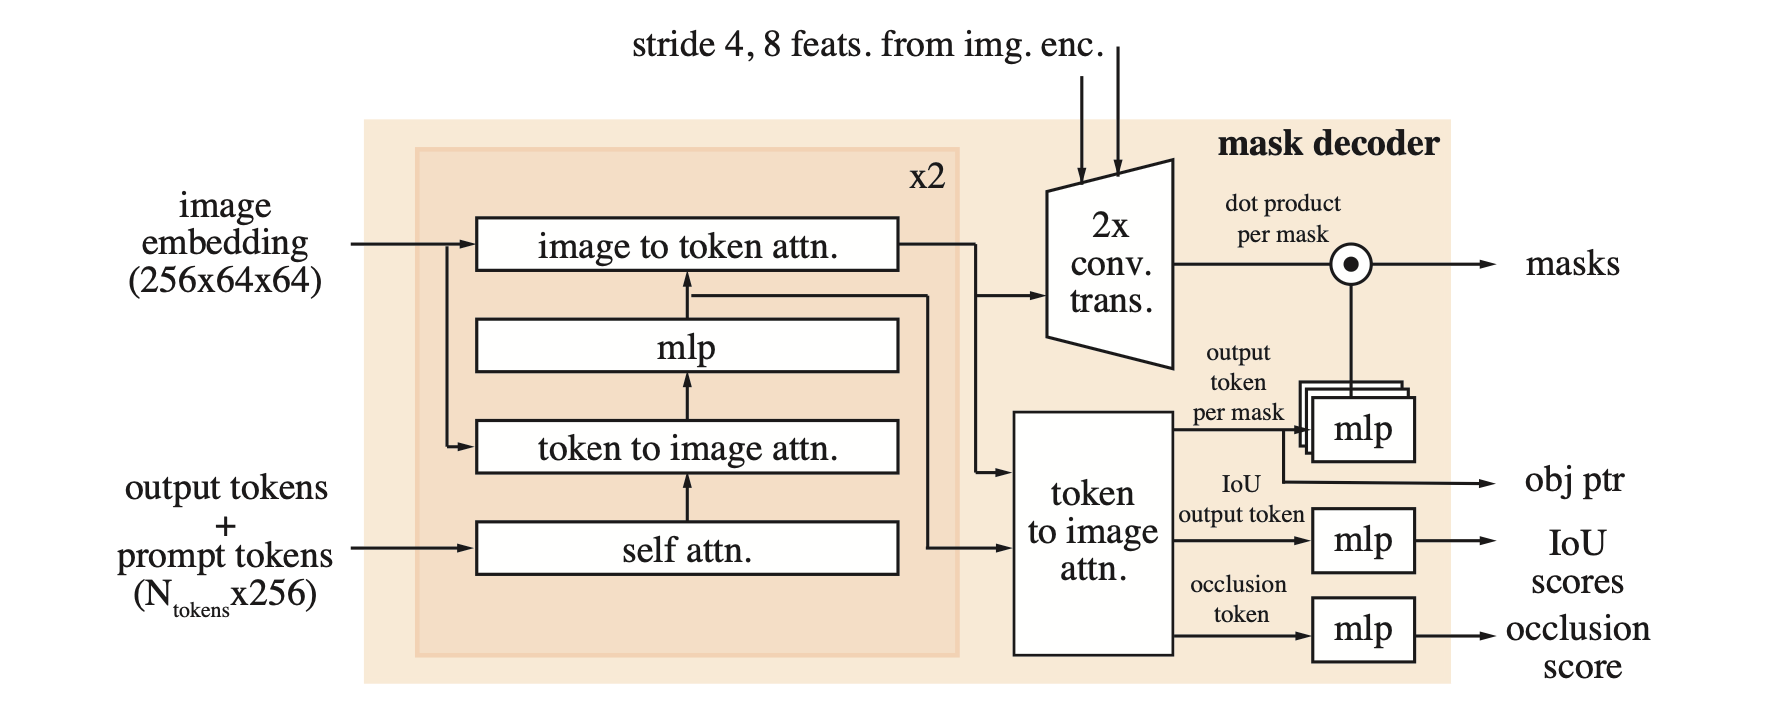 stride 4, 8 feats. from img. enc.
mask decoder
x2
image
embedding
(256x64x64)
image to token attn.
mlp
token to image attn.
self attn.
output tokens
+
prompt tokens
(Ntokensx256)
2x
conv.
trans.
dot product
per mask
masks
output
token
per mask
mlp
obj ptr
token
to image
attn.
IoU
output token
mlp
IoU
scores
occlusion
token
mlp
occlusion
score